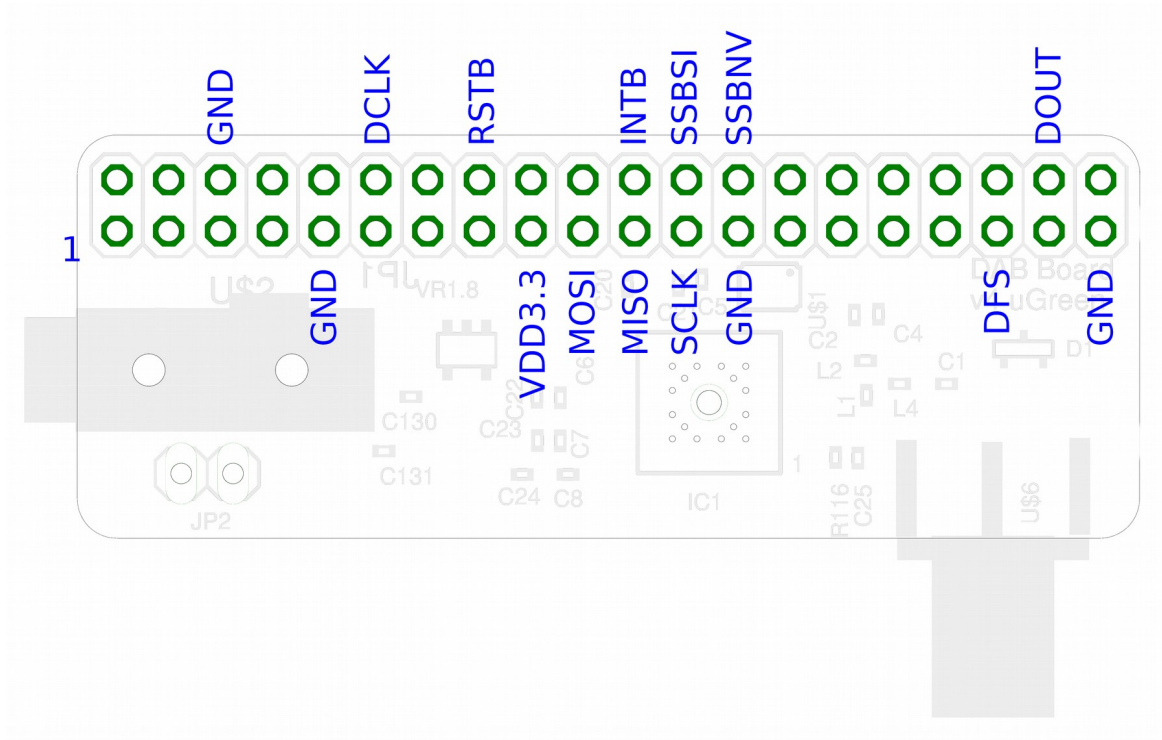 GND
DCLK
RSTB
INTB
SSBSI
SSBNV
DOUT
1
GND
VDD3.3
MOSI
MISO
SCLK
GND
DFS
GND
U$2
JP1
VR1.8
C20
C5
U$1
DAB Board
C2
C4
D1
L2
C1
L1
L4
C6
C22
C130
C23
C7
C131
C24
C8
1
IC1
R116
C25
U$6
JP2